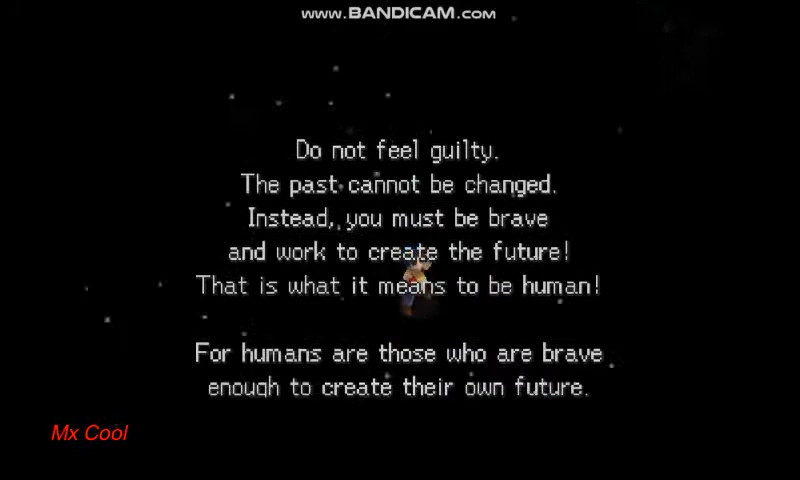 www.BANDICAM.com
Do not feel guilty.
The past cannot be changed.
Instead, you must be brave
and work to create the future!
That is what it means to be human!
For humans are those who are brave
enough to create their own future.
Mx Cool